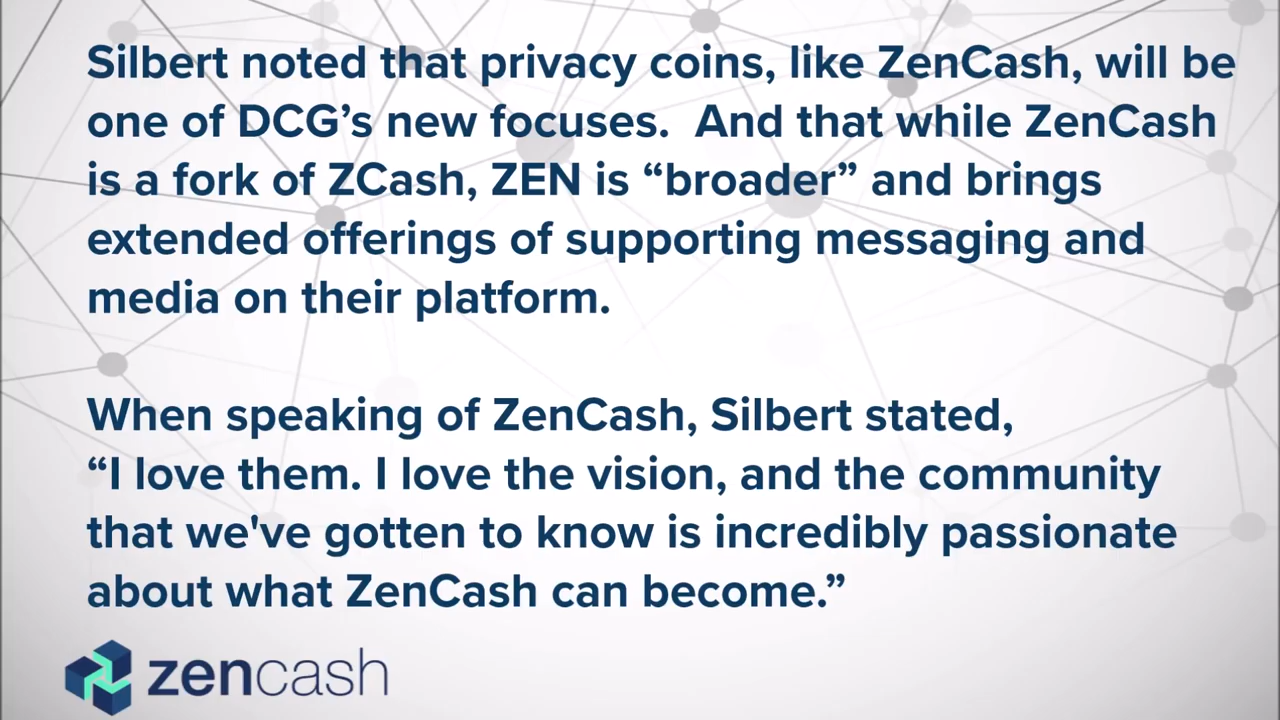 Silbert noted that privacy coins, like ZenCash, will be
one of DCG’s new focuses.  And that while ZenCash
is a fork of ZCash, ZEN is “broader” and brings
extended offerings of supporting messaging and
media on their platform.
When speaking of ZenCash, Silbert stated,
“I love them. I love the vision, and the community
that we've gotten to know is incredibly passionate
about what ZenCash can become.”
zencash